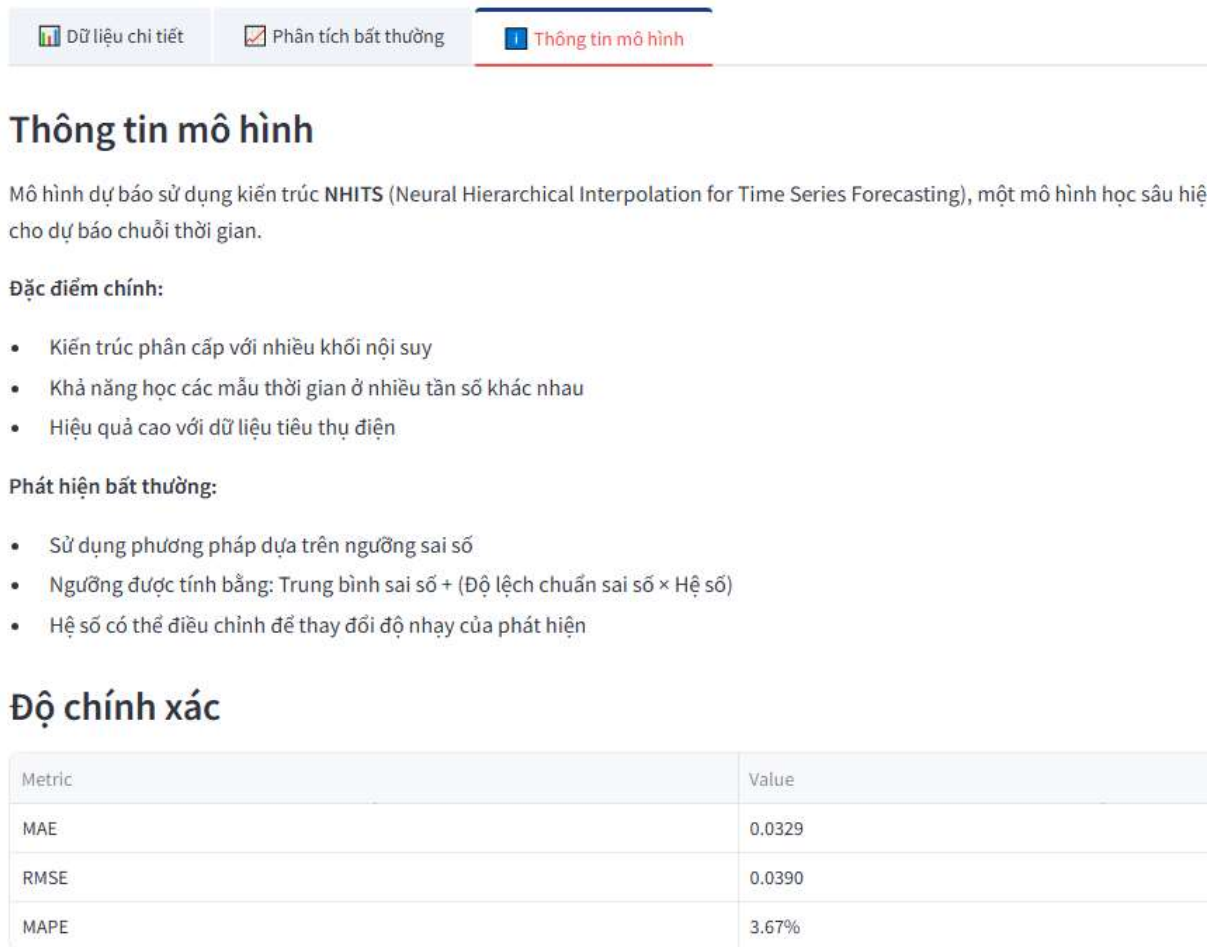 Dữ liệu chi tiết
Phân tích bất thường
Thông tin mô hình
Thông tin mô hình
Mô hình dự báo sử dụng kiến trúc NHITS (Neural Hierarchical Interpolation for Time Series Forecasting), một mô hình học sâu
cho dự báo chuỗi thời gian.
Đặc điểm chính:
• Kiến trúc phân cấp với nhiều khối nội suy
• Khả năng học các mẫu thời gian ở nhiều tần số khác nhau
• Hiệu quả cao với dữ liệu tiêu thụ điện
Phát hiện bất thường:
• Sử dụng phương pháp dựa trên ngưỡng sai số
• Ngưỡng được tính bằng: Trung bình sai số + (Độ lệch chuẩn sai số × Hệ số)
• Hệ số có thể điều chỉnh để thay đổi độ nhạy của phát hiện
Độ chính xác
Metric Value
MAE 0.0329
RMSE 0.0390
MAPE 3.67%